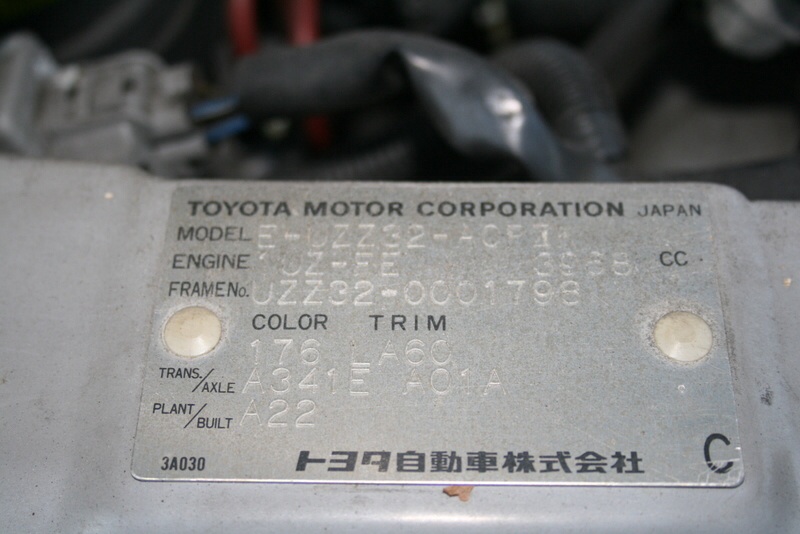 TOYOTA MOTOR CORPORATION JAPAN
MODEL E-UZZ32-
ENGINE 1UZ-FE 3968 CC
FRAME No. UZZ32-0001798
COLOR TRIM
176 LA60
TRANS./AXLE A341E A01A
PLANT/BUILT A22
3A030 トヨタ自動車株式会社 C